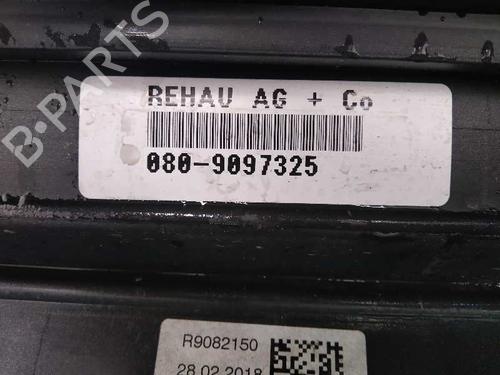 REHAU AG + Co
080-9097325
B-PARTS
R9082150
28.02.2018